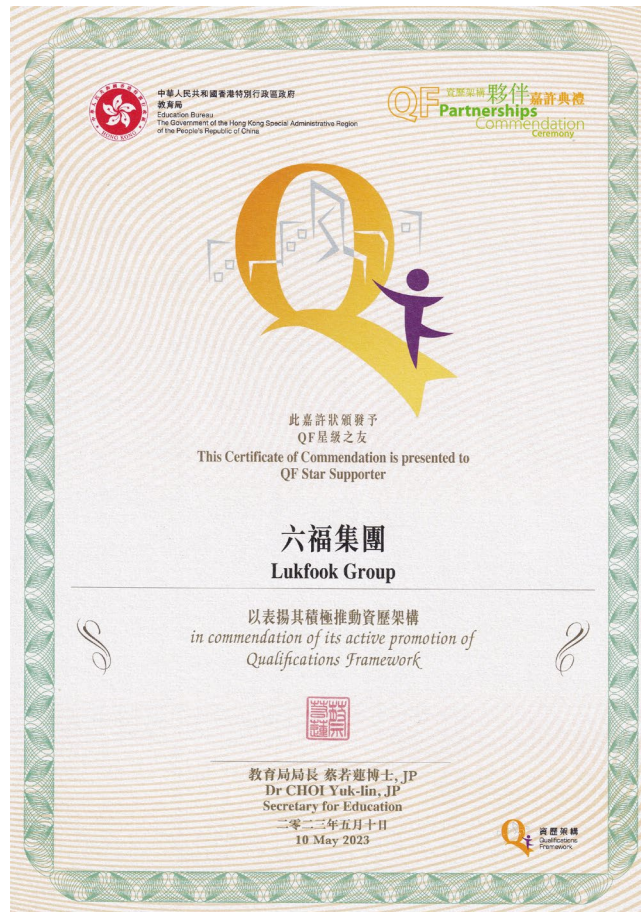 中華人民共和國香港特別行政區政府
教育局
Education Bureau
The Government of the Hong Kong Special Administrative Region
of the People's Republic of China
HONG KONG
QF 資歷架構 夥伴 嘉許典禮
Partnerships
Commendation
Ceremony
此嘉許狀頒發予
QF星級之友
This Certificate of Commendation is presented to
QF Star Supporter
六福集團
Lukfook Group
以表揚其積極推動資歷架構
in commendation of its active promotion of
Qualifications Framework
教育局局長 蔡若蓮博士, JP
Dr CHOI Yuk-lin, JP
Secretary for Education
二零二三年五月十日
10 May 2023
資歷架構
Qualifications
Framework